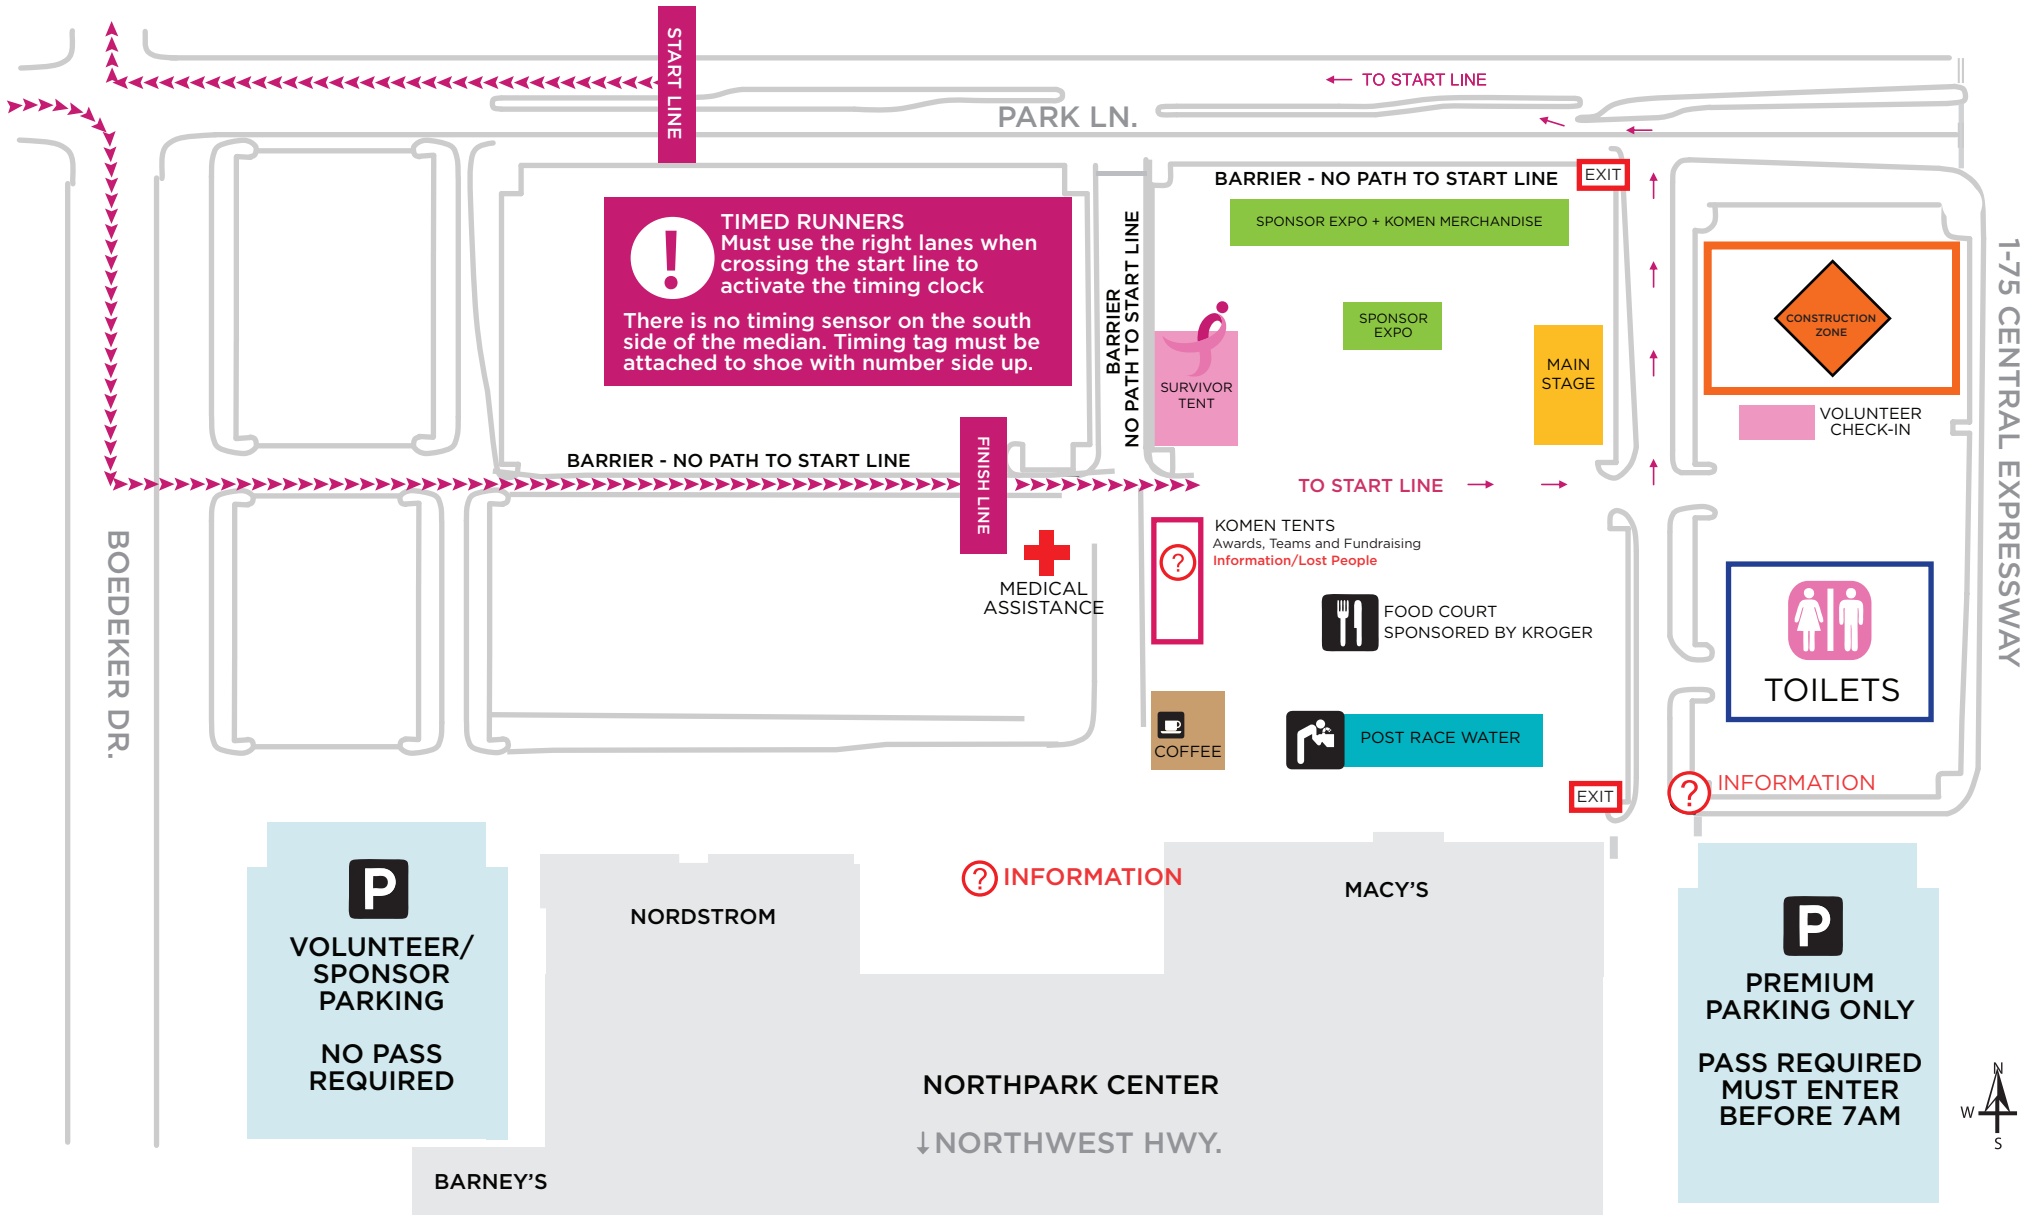 START LINE
← TO START LINE
PARK LN.
BARRIER - NO PATH TO START LINE
EXIT
SPONSOR EXPO + KOMEN MERCHANDISE
!
TIMED RUNNERS
Must use the right lanes when
crossing the start line to
activate the timing clock
There is no timing sensor on the south
side of the median. Timing tag must be
attached to shoe with number side up.
BARRIER
NO PATH TO START LINE
SPONSOR
EXPO
CONSTRUCTION
ZONE
1-75 CENTRAL EXPRESSWAY
SURVIVOR
TENT
MAIN
STAGE
VOLUNTEER
CHECK-IN
BARRIER - NO PATH TO START LINE
FINISH LINE
TO START LINE
KOMEN TENTS
Awards, Teams and Fundraising
Information/Lost People
?
MEDICAL
ASSISTANCE
BOEDEKER DR.
FOOD COURT
SPONSORED BY KROGER
TOILETS
COFFEE
POST RACE WATER
EXIT
? INFORMATION
P
VOLUNTEER/
SPONSOR
PARKING
NO PASS
REQUIRED
NORDSTROM
? INFORMATION
MACY'S
P
PREMIUM
PARKING ONLY
PASS REQUIRED
MUST ENTER
BEFORE 7AM
NORTHPARK CENTER
↓NORTHWEST HWY.
BARNEY'S
N
W
S